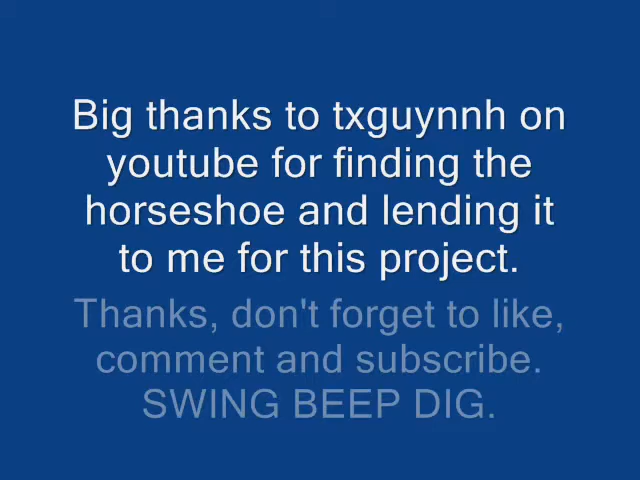 Big thanks to txguynnh on
youtube for finding the
horseshoe and lending it
to me for this project.
Thanks, don't forget to like,
comment and subscribe.
SWING BEEP DIG.